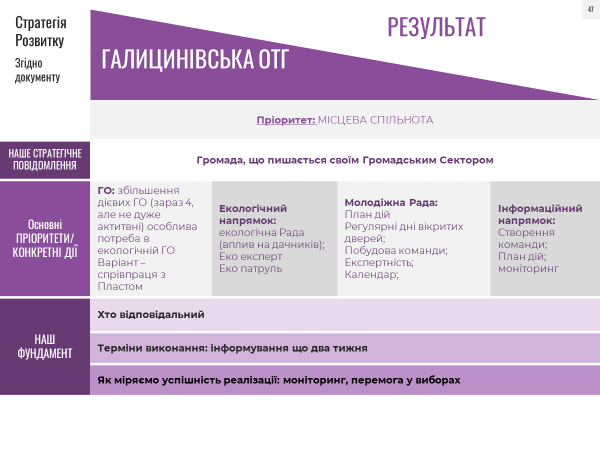 47
Стратегія
Розвитку
Згідно
документу
РЕЗУЛЬТАТ
ГАЛИЦИНІВСЬКА ОТГ
Пріоритет: МІСЦЕВА СПІЛЬНОТА
НАШЕ СТРАТЕГІЧНЕ
ПОВІДОМЛЕННЯ
Громада, що пишається своїм Громадським Сектором
Основні
ПРІОРИТЕТИ/
КОНКРЕТНІ ДІЇ
ГО: збільшення
дієвих ГО (зараз 4,
але не дуже
актитвні) особлива
потреба в
екологічній ГО
Варіант –
спрівпраця з
Пластом
Екологічний
напрямок:
екологічна Рада
(вплив на дачників);
Еко експерт
Еко патруль
Молодіжна Рада:
План дій
Регулярні дні вікритих
дверей;
Побудова команди;
Експертність;
Календар;
Інформаційний
напрямок:
Створення
команди;
План дій;
моніторинг
НАШ
ФУНДАМЕНТ
Хто відповідальний
Терміни виконання: інформування що два тижня
Як міряємо успішність реалізації: моніторинг, перемога у виборах